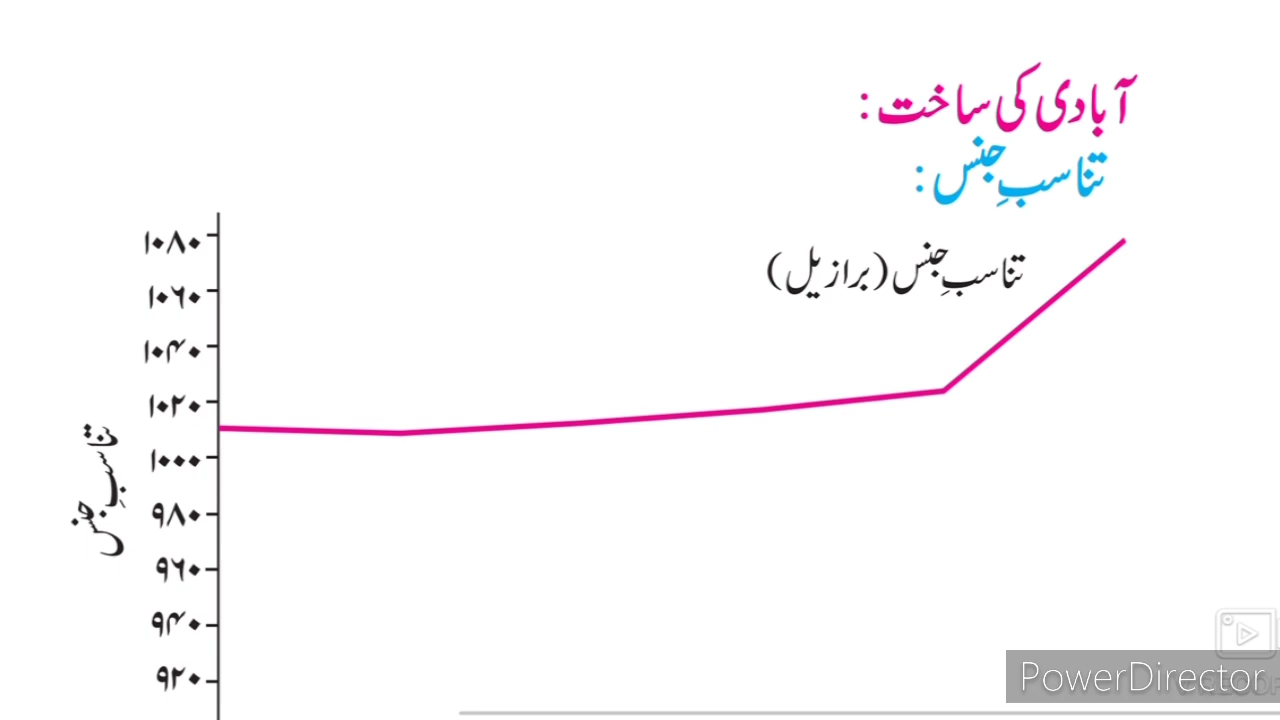 آبادی کی ساخت :
تناسبِ جنس :
تناسبِ جنس (برازیل)
۱۰۸۰
۱۰۶۰
۱۰۴۰
۱۰۲۰
۱۰۰۰
۹۸۰
۹۶۰
۹۴۰
۹۲۰
تناسبِ جنس
PowerDirector